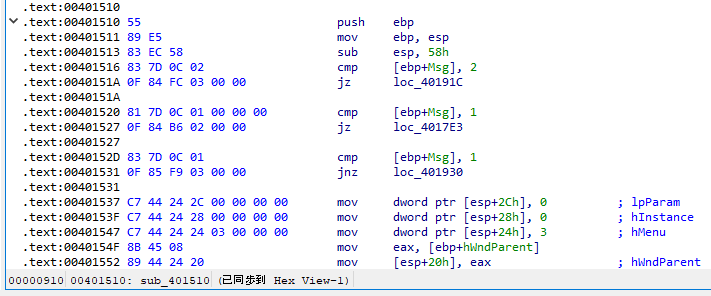 .text:00401510
.text:00401510 55 push ebp
.text:00401511 89 E5 mov ebp, esp
.text:00401513 83 EC 58 sub esp, 58h
.text:00401516 83 7D 0C 02 cmp [ebp+Msg], 2
.text:0040151A 0F 84 FC 03 00 00 jz loc_40191C
.text:0040151A
.text:00401520 81 7D 0C 01 00 00 00 cmp [ebp+Msg], 1
.text:00401527 0F 84 B6 02 00 00 jz loc_4017E3
.text:00401527
.text:0040152D 83 7D 0C 01 cmp [ebp+Msg], 1
.text:00401531 0F 85 F9 03 00 00 jnz loc_401930
.text:00401531
.text:00401537 C7 44 24 2C 00 00 00 00 mov dword ptr [esp+2Ch], 0 ; lpParam
.text:0040153F C7 44 24 28 00 00 00 00 mov dword ptr [esp+28h], 0 ; hInstance
.text:00401547 C7 44 24 24 03 00 00 00 mov dword ptr [esp+24h], 3 ; hMenu
.text:0040154F 8B 45 08 mov eax, [ebp+hWndParent]
.text:00401552 89 44 24 20 mov [esp+20h], eax ; hWndParent
00000910 00401510: sub_401510 (已同步到 Hex View-1)